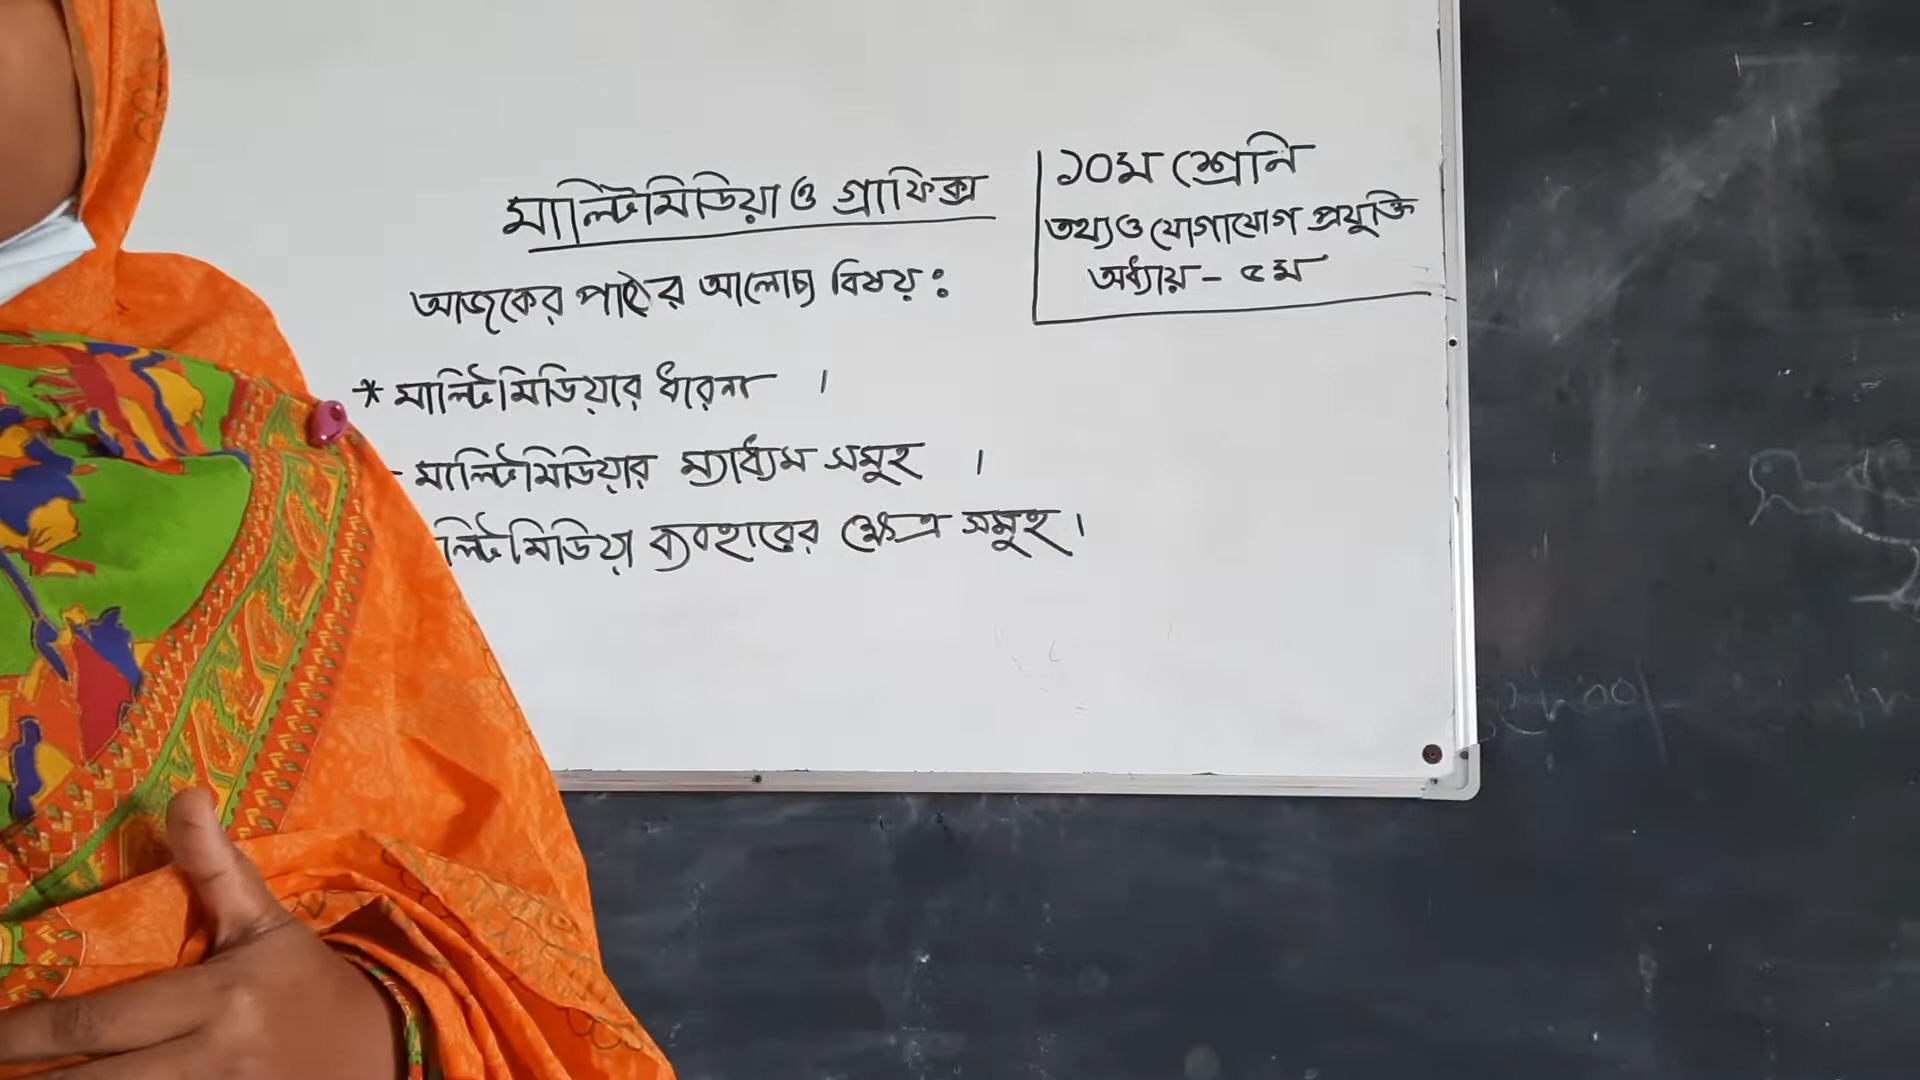 মাল্টিমিডিয়া ও গ্রাফিক্স
১০ম শ্রেনি
তথ্য ও যোগাযোগ প্রযুক্তি
অধ্যায় - ৫ম
আজকের পাঠের আলোচ্য বিষয় :
* মাল্টিমিডিয়ার ধারনা ।
- মাল্টিমিডিয়ার ম্যাধ্যম সমুহ ।
ল্টিমিডিয়া ব্যবহারের ক্ষেত্র সমুহ ।